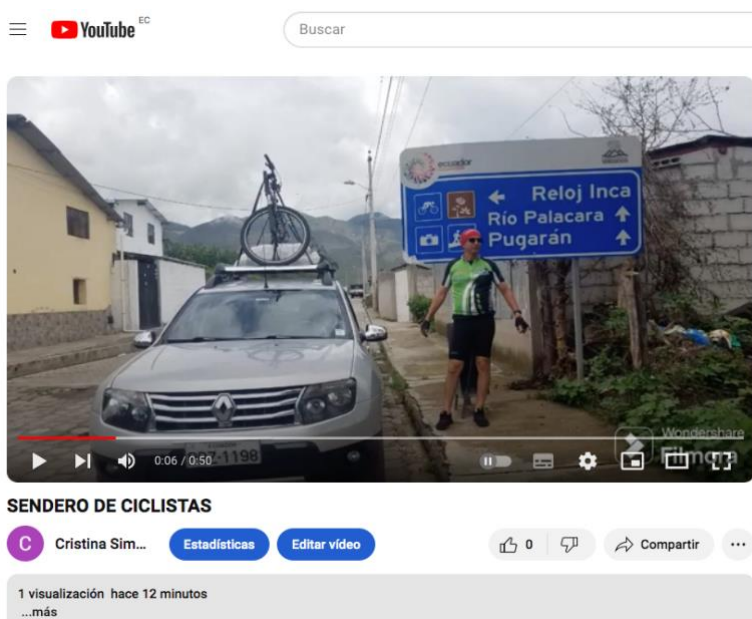 YouTube EC
Buscar
ecuador
Reloj Inca
Río Palacara
Pugarán
Wondershare
Filmora
0:06 / 0:50
1198
SENDERO DE CICLISTAS
C
Cristina Sim...
Estadísticas
Editar vídeo
0
Compartir
1 visualización hace 12 minutos
...más